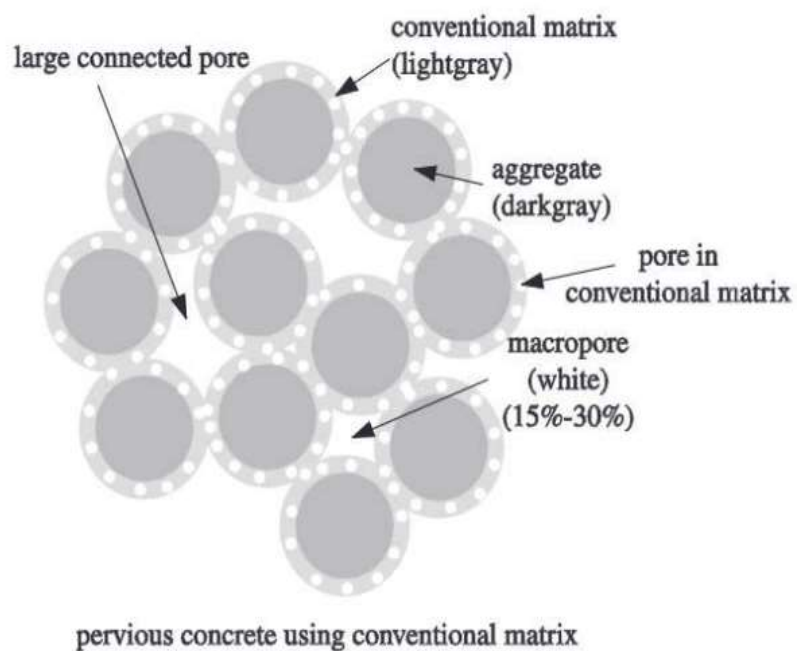 large connected pore
conventional matrix
(lightgray)
aggregate
(darkgray)
pore in
conventional matrix
macropore
(white)
(15%-30%)
pervious concrete using conventional matrix